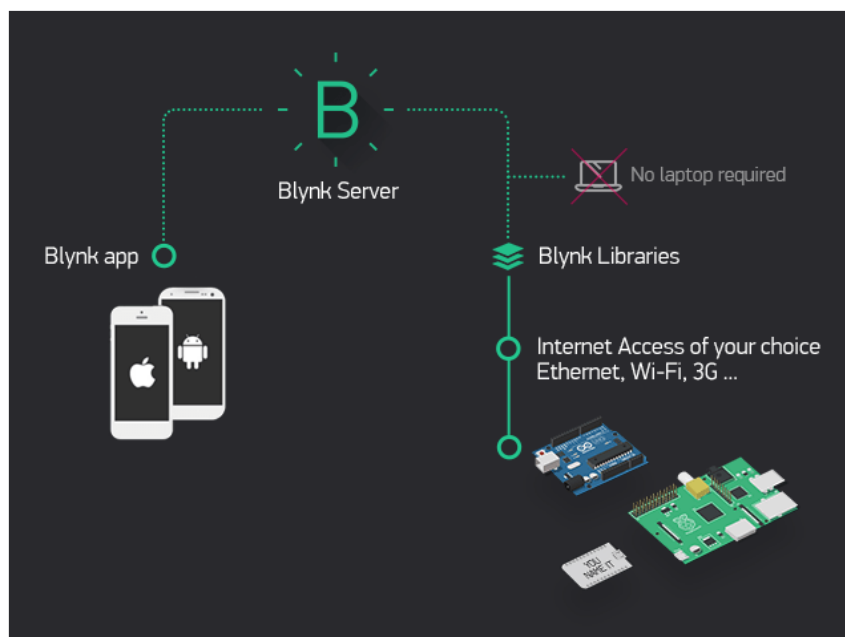 B
Blynk Server
No laptop required
Blynk app
Blynk Libraries
Internet Access of your choice
Ethernet, Wi-Fi, 3G ...
YOU
NAME IT